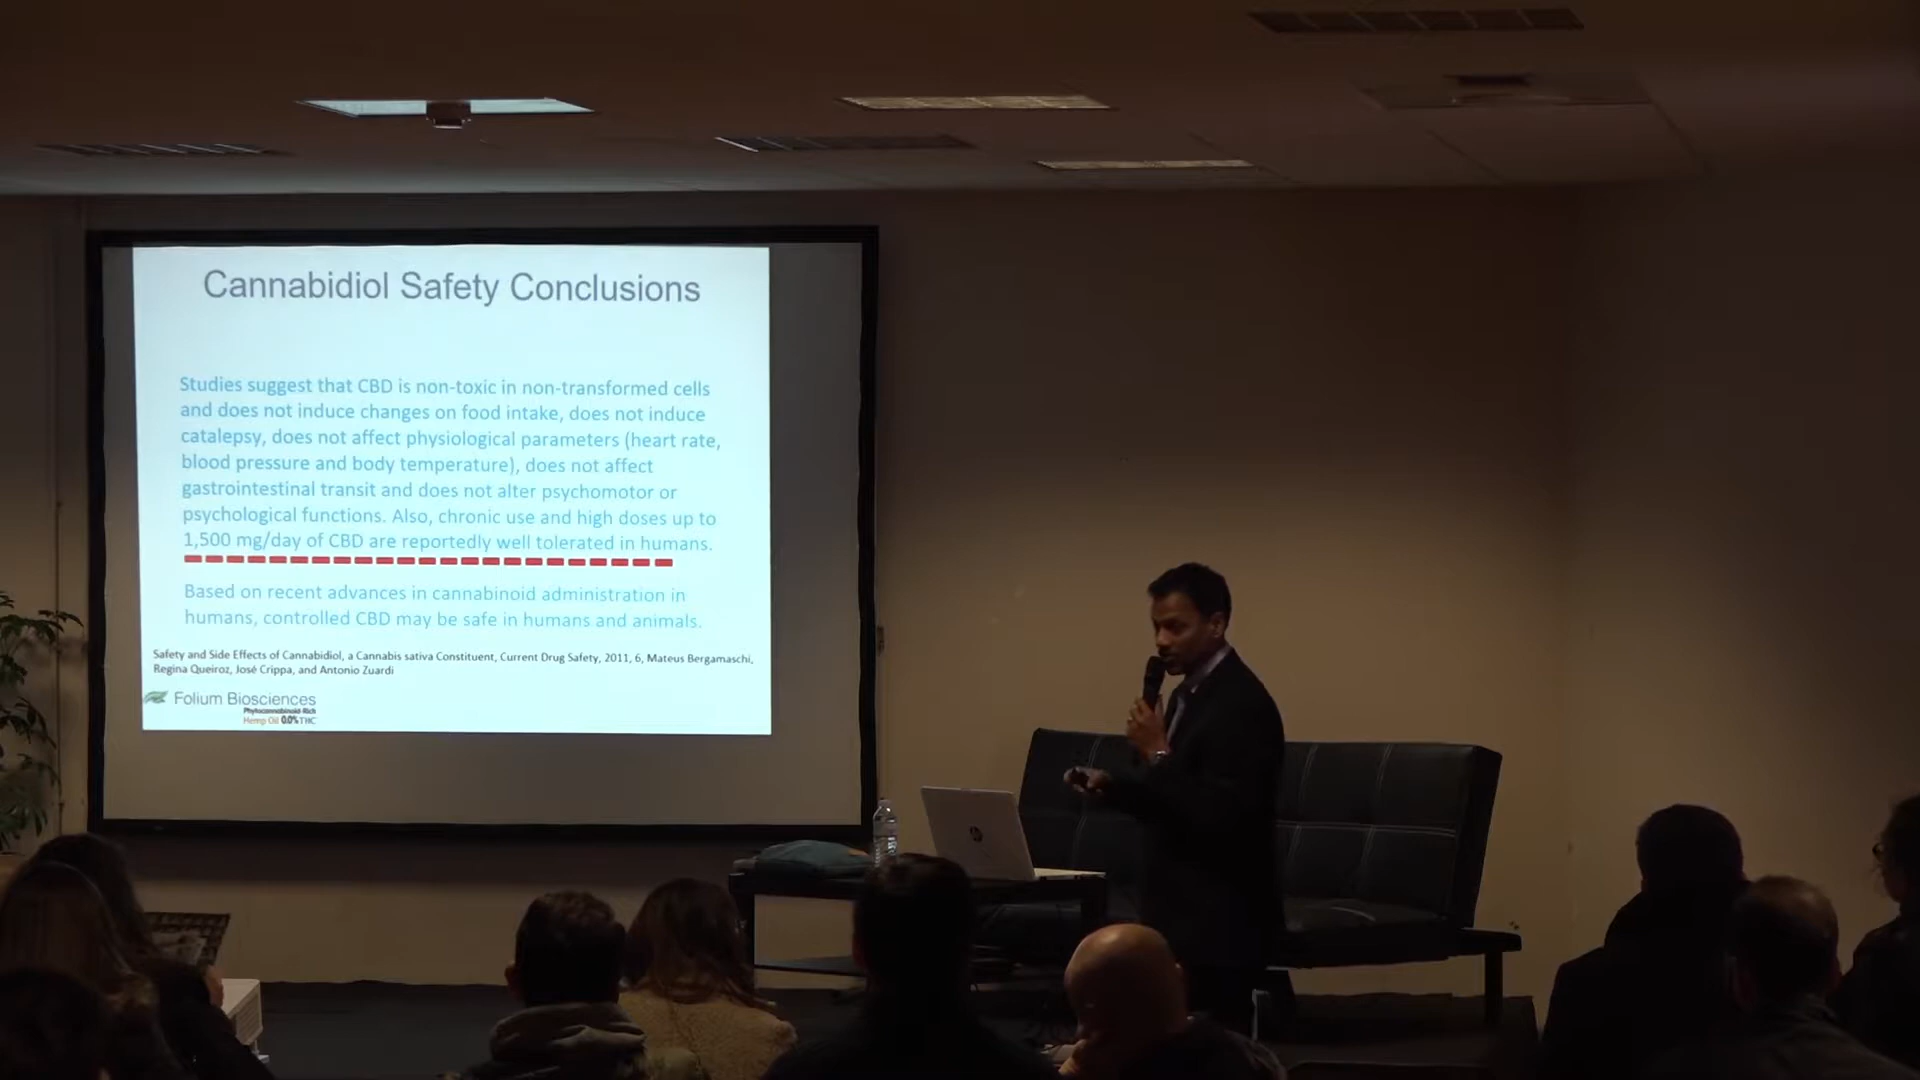 Cannabidiol Safety Conclusions
Studies suggest that CBD is non-toxic in non-transformed cells
and does not induce changes on food intake, does not induce
catalepsy, does not affect physiological parameters (heart rate,
blood pressure and body temperature), does not affect
gastrointestinal transit and does not alter psychomotor or
psychological functions. Also, chronic use and high doses up to
1,500 mg/day of CBD are reportedly well tolerated in humans.
Based on recent advances in cannabinoid administration in
humans, controlled CBD may be safe in humans and animals.
Safety and Side Effects of Cannabidiol, a Cannabis sativa Constituent, Current Drug Safety, 2011, 6, Mateus Bergamaschi,
Regina Queiroz, José Crippa, and Antonio Zuardi
Folium Biosciences
Phytocannabinoid-Rich
Hemp Oil 0.0% THC
hp